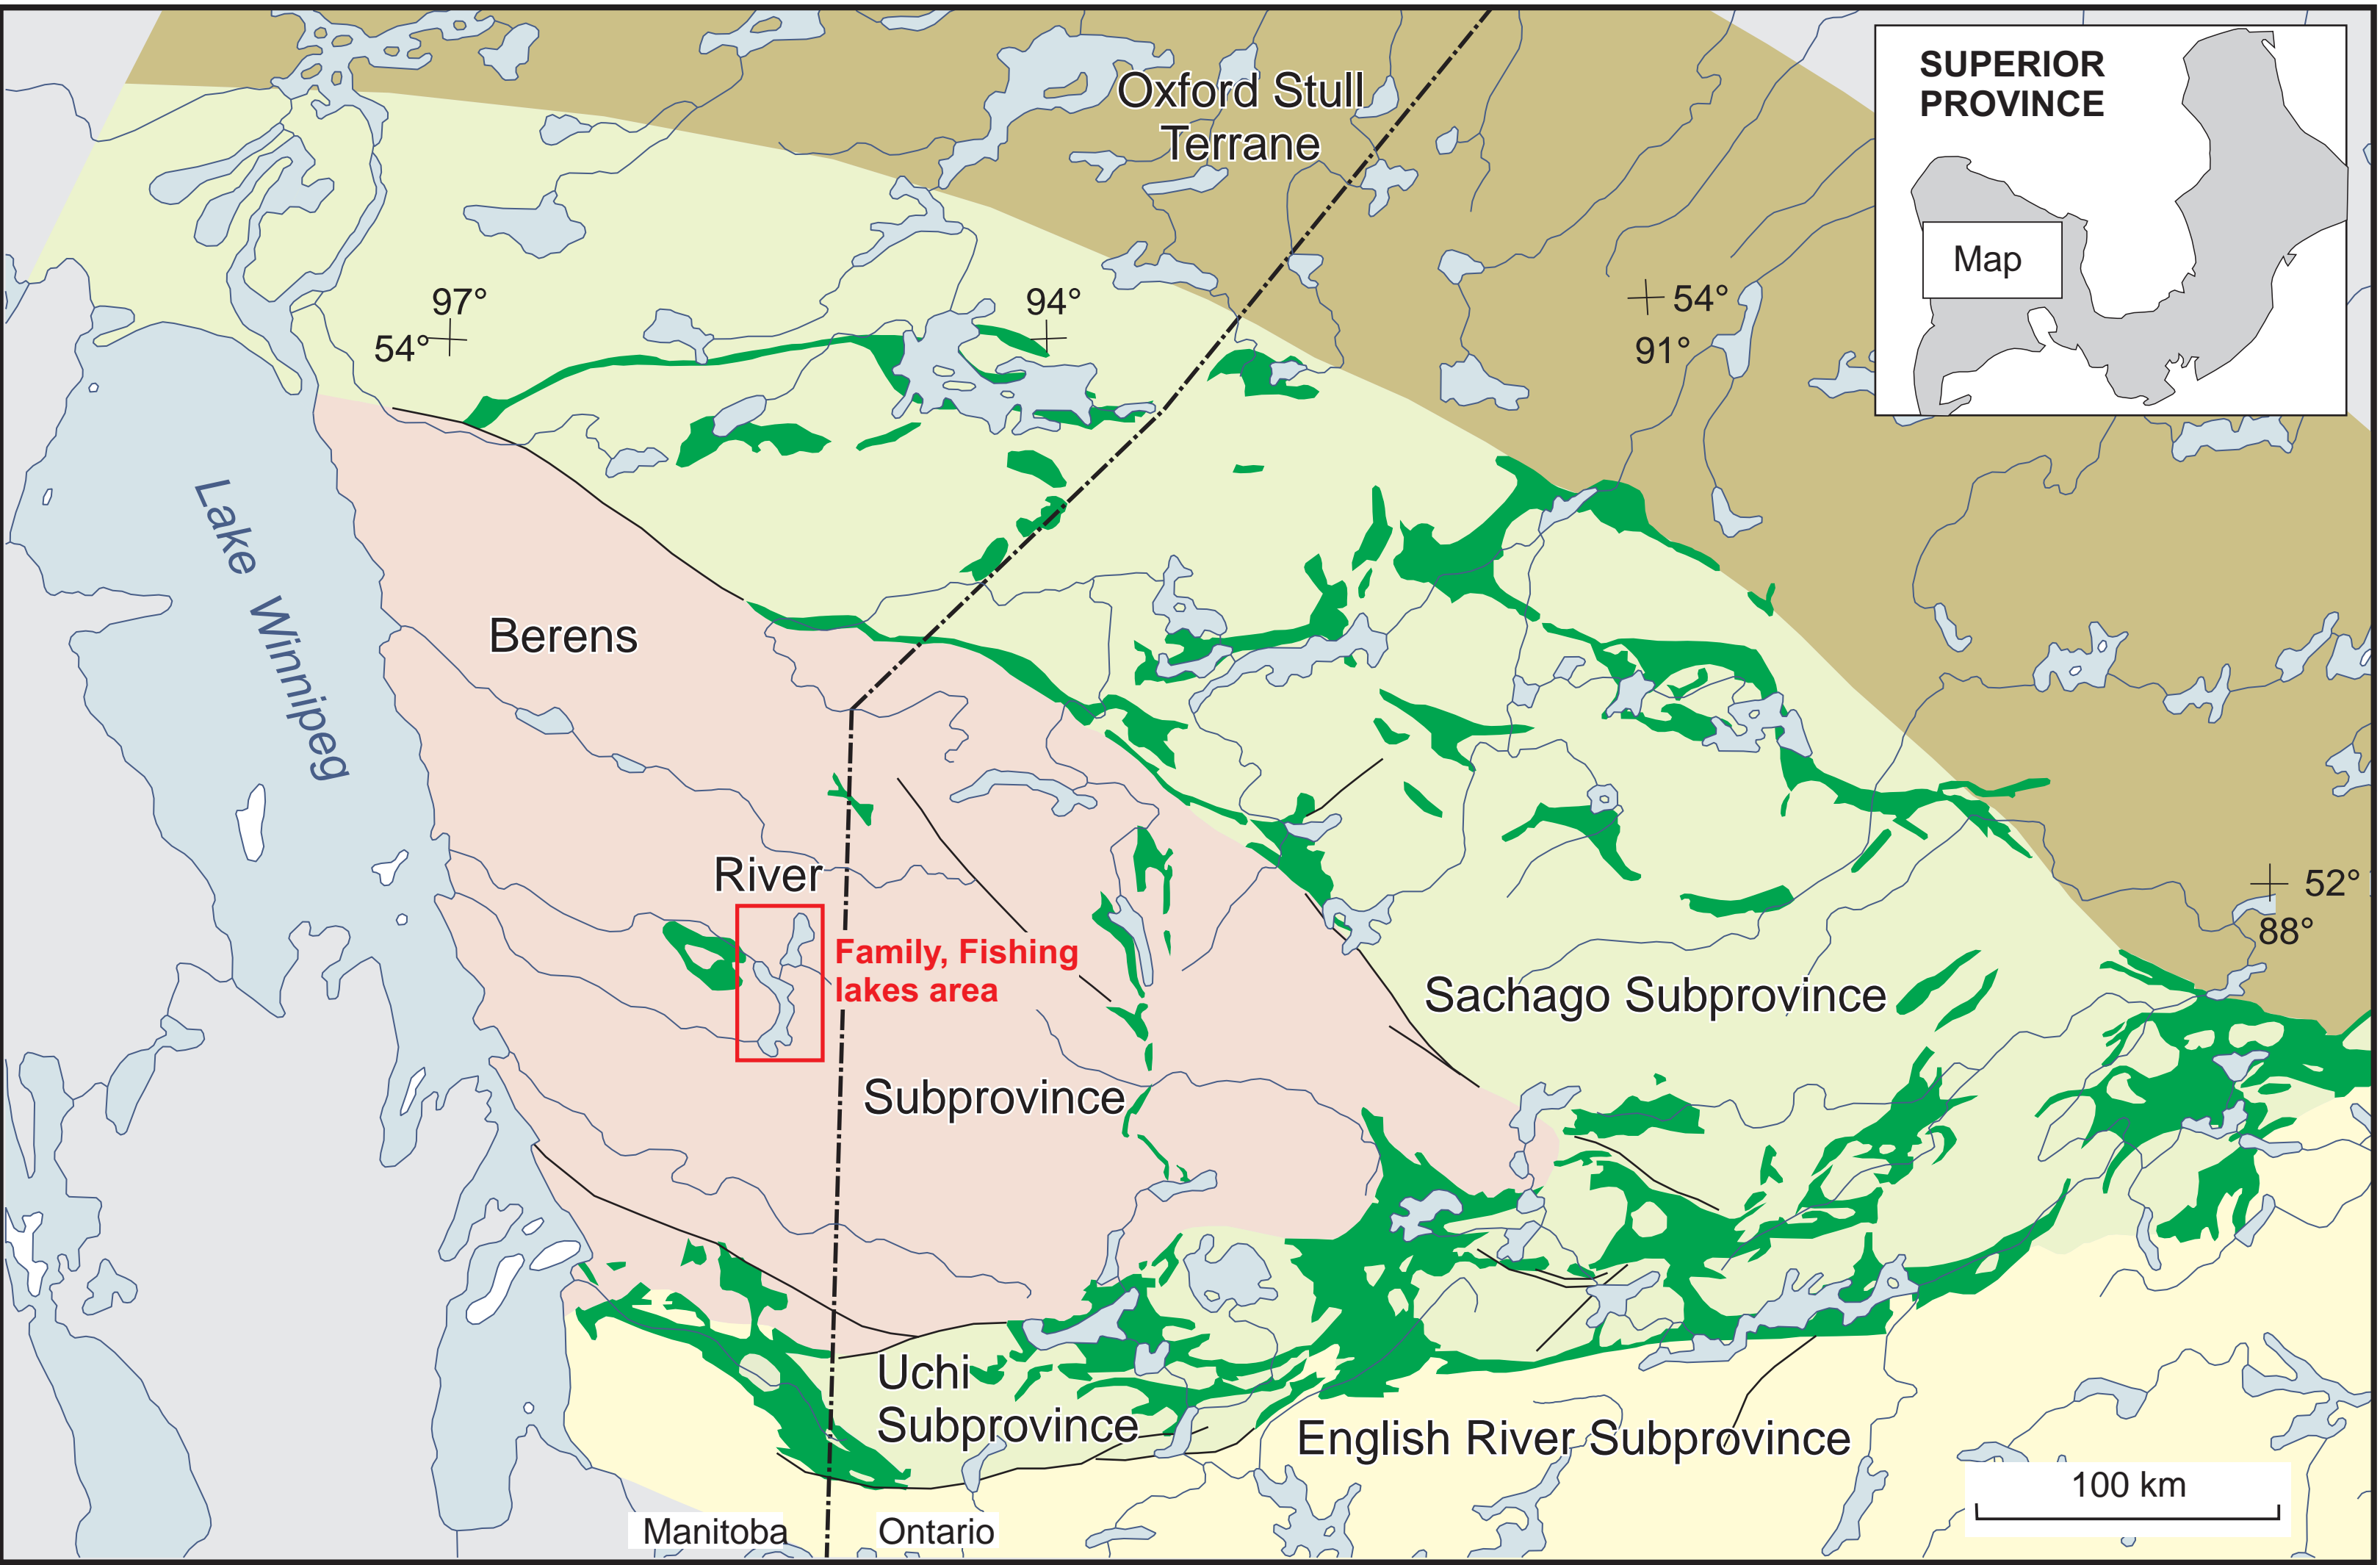 SUPERIOR
PROVINCE
Map
Oxford Stull
Terrane
97°
54°
94°
54°
91°
Lake Winnipeg
Berens
River
Family, Fishing
lakes area
52°
88°
Sachago Subprovince
Subprovince
Uchi
Subprovince
English River Subprovince
100 km
Manitoba
Ontario